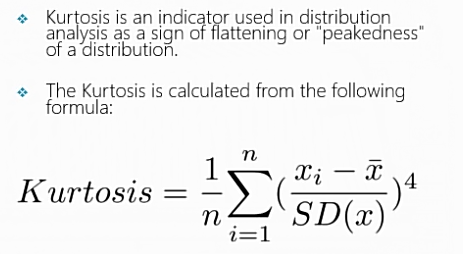 Kurtosis is an indicator used in distribution
analysis as a sign of flattening or "peakedness"
of a distribution.
The Kurtosis is calculated from the following
formula:
Kurtosis = \frac{1}{n} \sum_{i=1}^{n} (\frac{x_i - \bar{x}}{SD(x)})^4